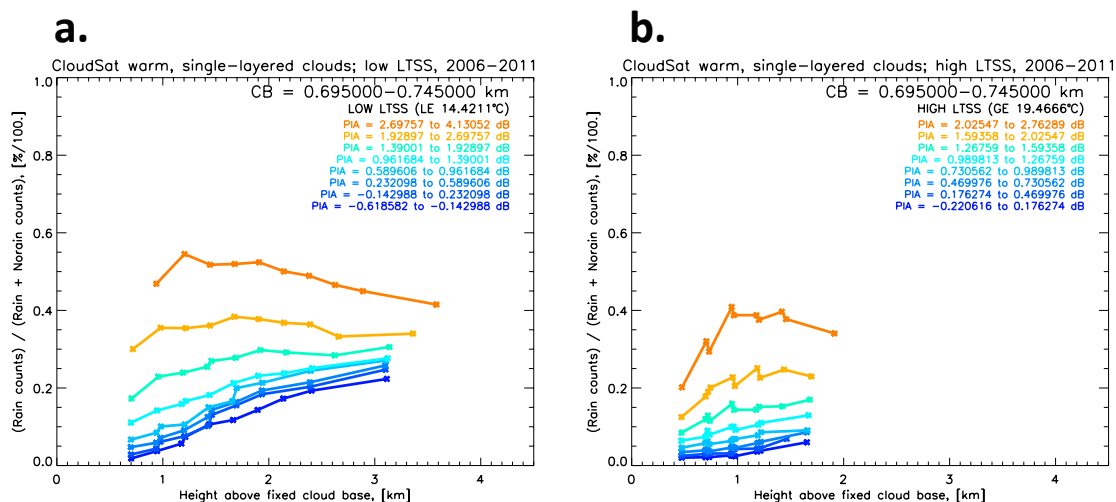 a.
CloudSat warm, single-layered clouds; low LTSS, 2006-2011
CB = 0.695000-0.745000 km
LOW LTSS (LE 14.4211°C)
PIA = 2.69757 to 4.13052 dB
PIA = 1.92897 to 2.69757 dB
PIA = 1.39001 to 1.92897 dB
PIA = 0.961684 to 1.39001 dB
PIA = 0.589606 to 0.961684 dB
PIA = 0.232098 to 0.589606 dB
PIA = -0.142988 to 0.232098 dB
PIA = -0.618582 to -0.142988 dB
(Rain counts) / (Rain + Norain counts), [%/100.]
1.0
0.8
0.6
0.4
0.2
0.0
0 1 2 3 4
Height above fixed cloud base, [km]
b.
CloudSat warm, single-layered clouds; high LTSS, 2006-2011
CB = 0.695000-0.745000 km
HIGH LTSS (GE 19.4666°C)
PIA = 2.02547 to 2.76289 dB
PIA = 1.59358 to 2.02547 dB
PIA = 1.26759 to 1.59358 dB
PIA = 0.989813 to 1.26759 dB
PIA = 0.730562 to 0.989813 dB
PIA = 0.469976 to 0.730562 dB
PIA = 0.176274 to 0.469976 dB
PIA = -0.220616 to 0.176274 dB
(Rain counts) / (Rain + Norain counts), [%/100.]
1.0
0.8
0.6
0.4
0.2
0.0
0 1 2 3 4
Height above fixed cloud base, [km]